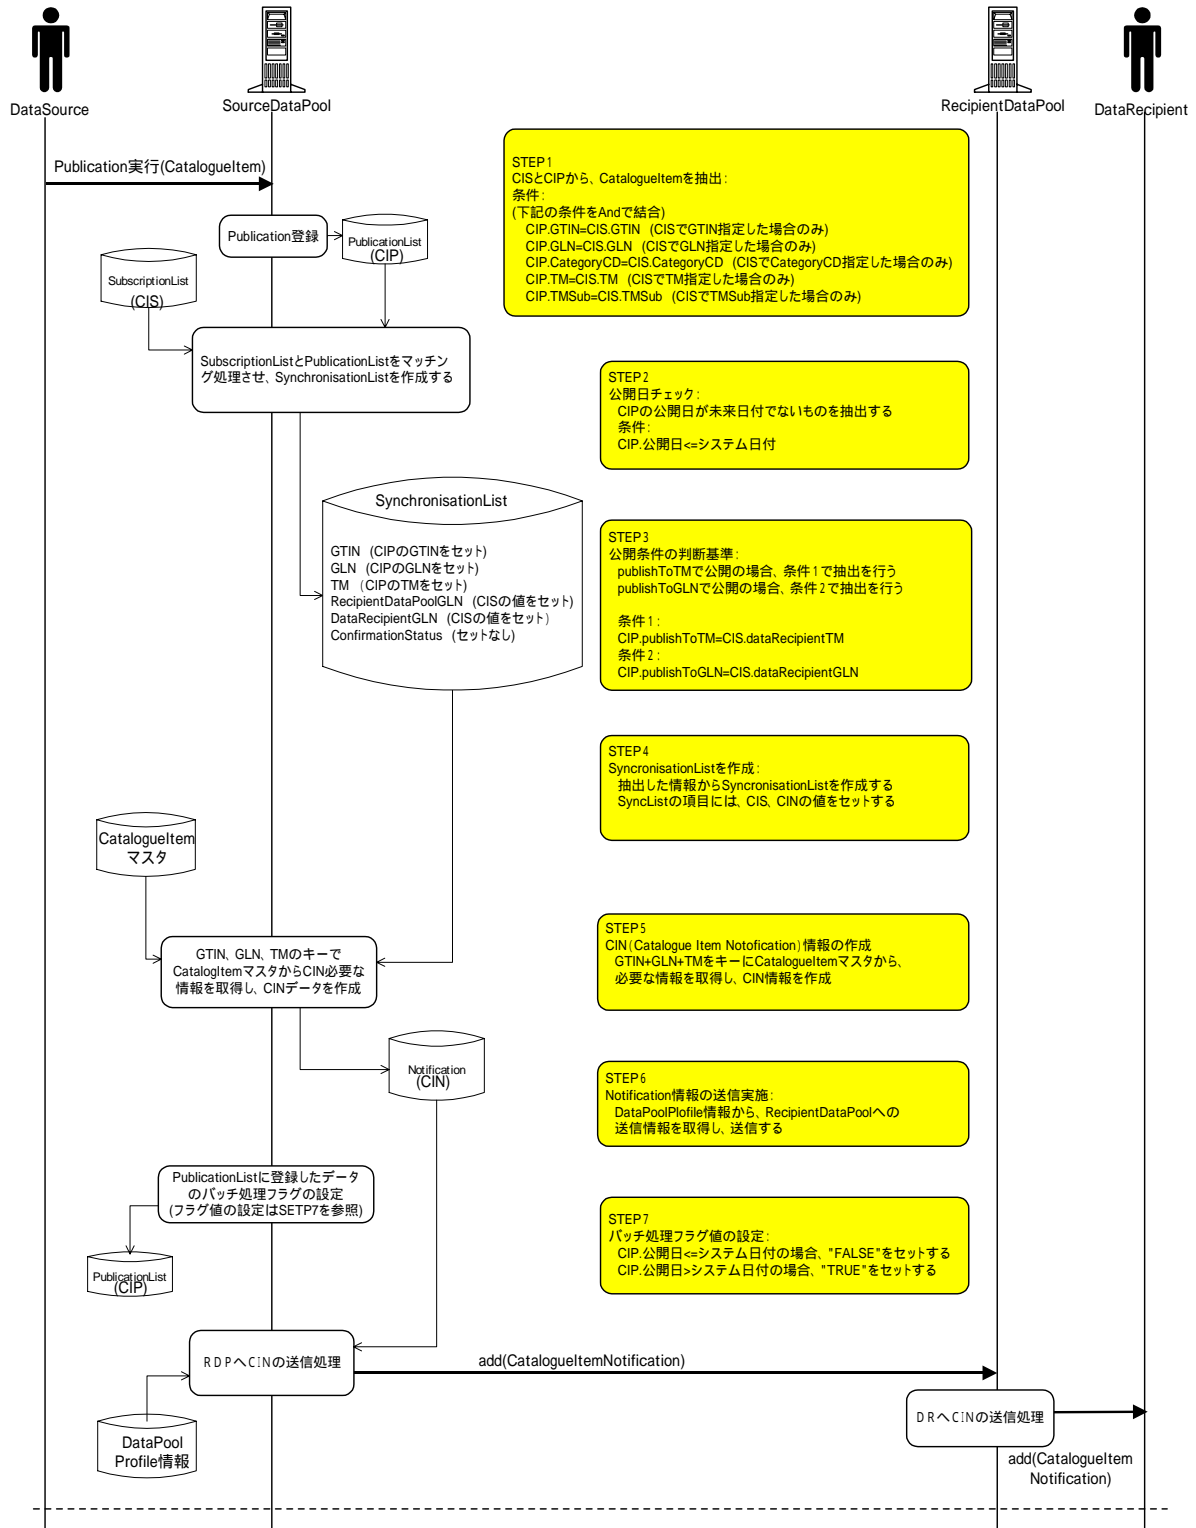 DataSource
SourceDataPool
RecipientDataPool
DataRecipient
Publication実行(CatalogueItem)
Publication登録
PublicationList
(CIP)
SubscriptionList
(CIS)
SubscriptionListとPublicationListをマッチン
グ処理させ、SynchronisationListを作成する
STEP1
CISとCIPから、CatalogueItemを抽出:
条件:
(下記の条件をAndで結合)
CIP.GTIN=CIS.GTIN (CISでGTIN指定した場合のみ)
CIP.GLN=CIS.GLN (CISでGLN指定した場合のみ)
CIP.CategoryCD=CIS.CategoryCD (CISでCategoryCD指定した場合のみ)
CIP.TM=CIS.TM (CISでTM指定した場合のみ)
CIP.TMSub=CIS.TMSub (CISでTMSub指定した場合のみ)
STEP2
公開日チェック:
CIPの公開日が未来日付でないものを抽出する
条件:
CIP.公開日<=システム日付
SynchronisationList
GTIN (CIPのGTINをセット)
GLN (CIPのGLNをセット)
TM (CIPのTMをセット)
RecipientDataPoolGLN (CISの値をセット)
DataRecipientGLN (CISの値をセット)
ConfirmationStatus (セットなし)
STEP3
公開条件の判断基準:
publishToTMで公開の場合、条件1で抽出を行う
publishToGLNで公開の場合、条件2で抽出を行う
条件1:
CIP.publishToTM=CIS.dataRecipientTM
条件2:
CIP.publishToGLN=CIS.dataRecipientGLN
STEP4
SyncronisationListを作成:
抽出した情報からSyncronisationListを作成する
SyncListの項目には、CIS、CINの値をセットする
CatalogueItem
マスタ
GTIN、GLN、TMのキーで
CatalogItemマスタからCIN必要な
情報を取得し、CINデータを作成
STEP5
CIN(Catalogue Item Notofication)情報の作成
GTIN+GLN+TMをキーにCatalogueItemマスタから、
必要な情報を取得し、CIN情報を作成
Notification
(CIN)
STEP6
Notification情報の送信実施:
DataPoolPlofile情報から、RecipientDataPoolへの
送信情報を取得し、送信する
PublicationListに登録したデータ
のバッチ処理フラグの設定
(フラグ値の設定はSETP7を参照)
PublicationList
(CIP)
STEP7
バッチ処理フラグ値の設定:
CIP.公開日<=システム日付の場合、"FALSE"をセットする
CIP.公開日>システム日付の場合、"TRUE"をセットする
RDPへCINの送信処理
add(CatalogueItemNotification)
DataPool
Profile情報
DRへCINの送信処理
add(CatalogueItem
Notification)